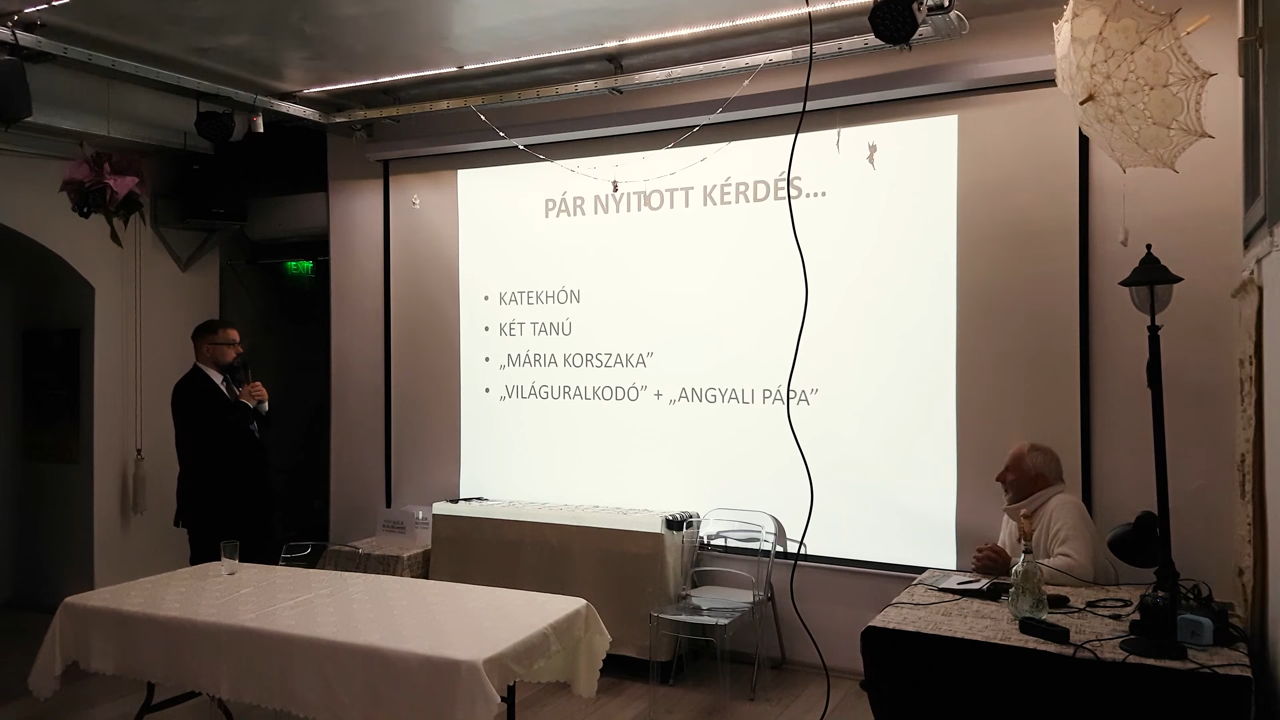 EXIT
PÁR NYITOTT KÉRDÉS...
• KATEKHÓN
• KÉT TANÚ
• „MÁRIA KORSZAKA”
• „VILÁGURALKODÓ” + „ANGYALI PÁPA”